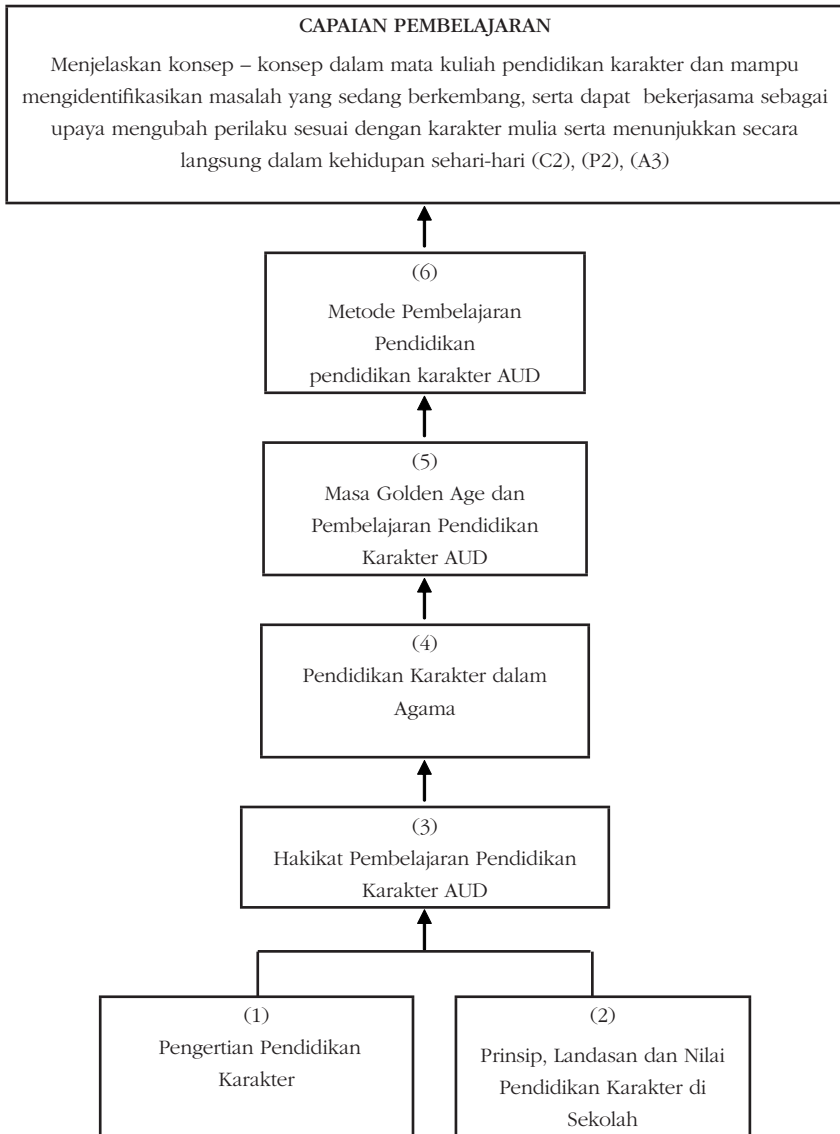 CAPAIAN PEMBELAJARAN
Menjelaskan konsep – konsep dalam mata kuliah pendidikan karakter dan mampu
mengidentifikasikan masalah yang sedang berkembang, serta dapat bekerjasama sebagai
upaya mengubah perilaku sesuai dengan karakter mulia serta menunjukkan secara
langsung dalam kehidupan sehari-hari (C2), (P2), (A3)
(6)
Metode Pembelajaran
Pendidikan
pendidikan karakter AUD
(5)
Masa Golden Age dan
Pembelajaran Pendidikan
Karakter AUD
(4)
Pendidikan Karakter dalam
Agama
(3)
Hakikat Pembelajaran Pendidikan
Karakter AUD
(1)
Pengertian Pendidikan
Karakter
(2)
Prinsip, Landasan dan Nilai
Pendidikan Karakter di
Sekolah